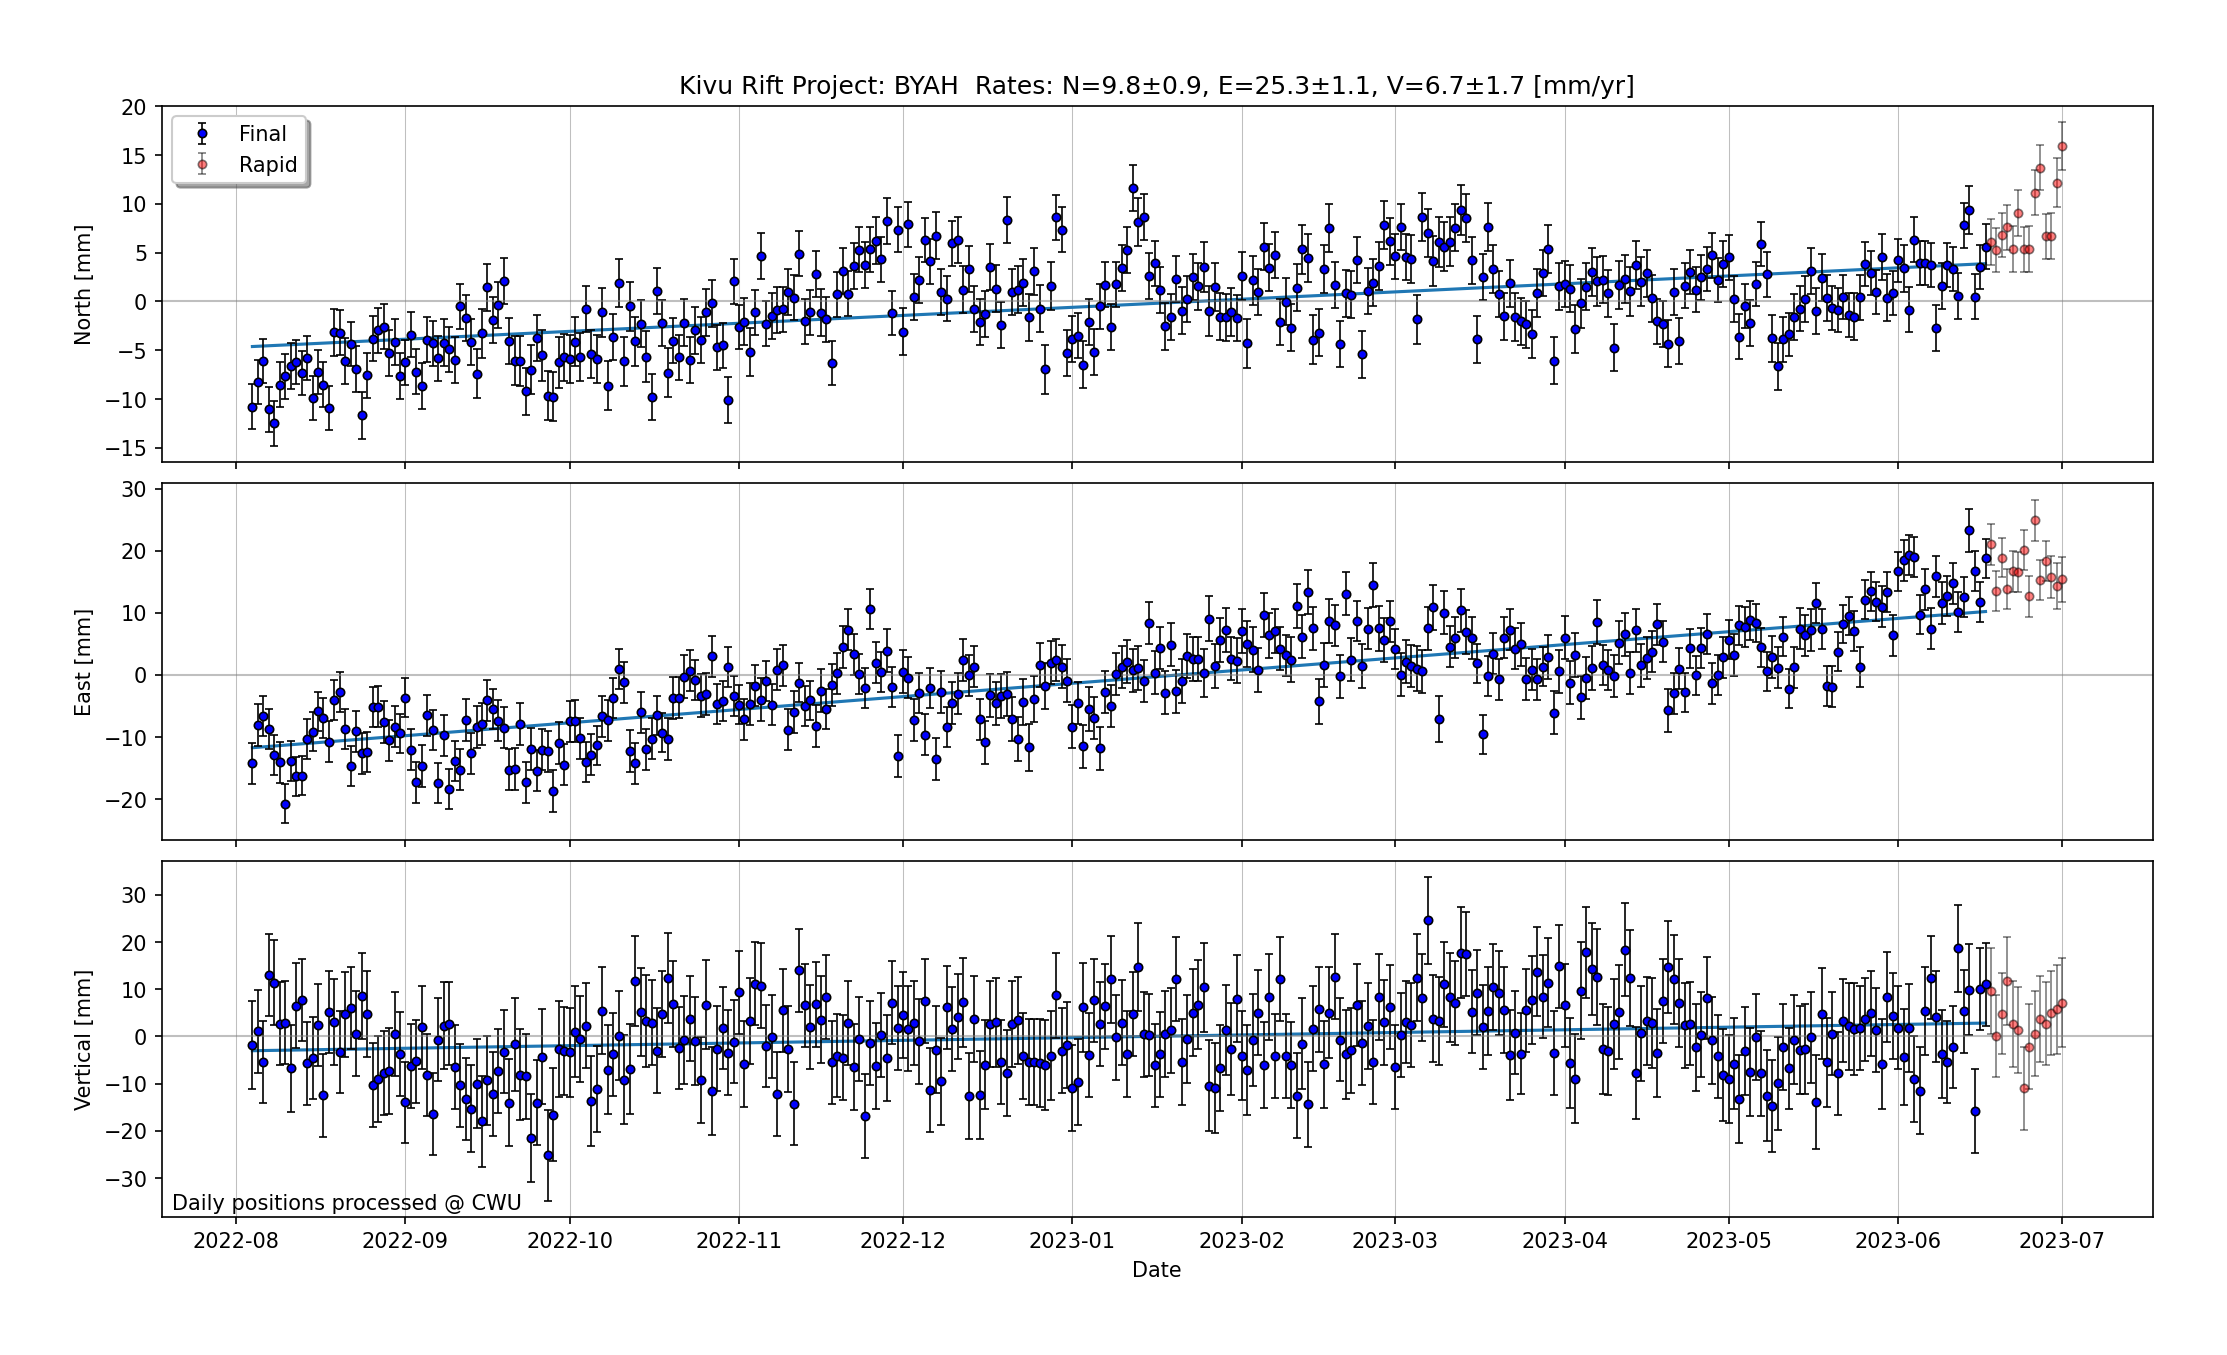 Kivu Rift Project: BYAH  Rates: N=9.8±0.9, E=25.3±1.1, V=6.7±1.7 [mm/yr]
Final
Rapid
North [mm]
20
15
10
5
0
−5
−10
−15
East [mm]
30
20
10
0
−10
−20
Vertical [mm]
30
20
10
0
−10
−20
−30
Daily positions processed @ CWU
2022-08 2022-09 2022-10 2022-11 2022-12 2023-01 2023-02 2023-03 2023-04 2023-05 2023-06 2023-07
Date